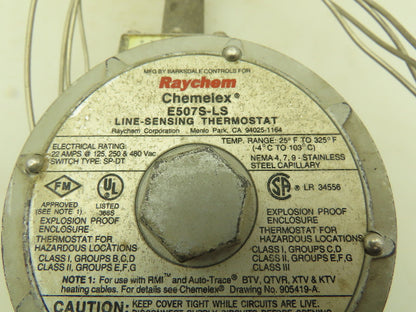 MFG BY BARKSDALE CONTROLS FOR
Raychem
Chemelex®
E507S-LS
LINE-SENSING THERMOSTAT
Raychem Corporation, Menlo Park, CA 94025-1164
ELECTRICAL RATING:
22 AMPS @ 125, 250 & 480 Vac
SWITCH TYPE: SP-DT
TEMP. RANGE: 25° F TO 325° F
(-4°C TO 103°C)
NEMA 4, 7, 9 - STAINLESS
STEEL CAPILLARY
FM
APPROVED
(SEE NOTE 1)
UL
LISTED
366S
SA ® LR 34556
EXPLOSION PROOF
ENCLOSURE
THERMOSTAT FOR
HAZARDOUS LOCATIONS
CLASS I, GROUPS B,C,D
CLASS II, GROUPS E,F,G
EXPLOSION PROOF
ENCLOSURE
THERMOSTAT FOR
HAZARDOUS LOCATIONS
CLASS I, GROUPS C,D
CLASS II, GROUPS E,F,G
CLASS III
NOTE 1: For use with RMI™ and Auto-Trace® BTV, QTVR, XTV & KTV
heating cables. For details see Chemelex® Drawing No. 905419-A.
CAUTION: KEEP COVER TIGHT WHILE CIRCUITS ARE LIVE.